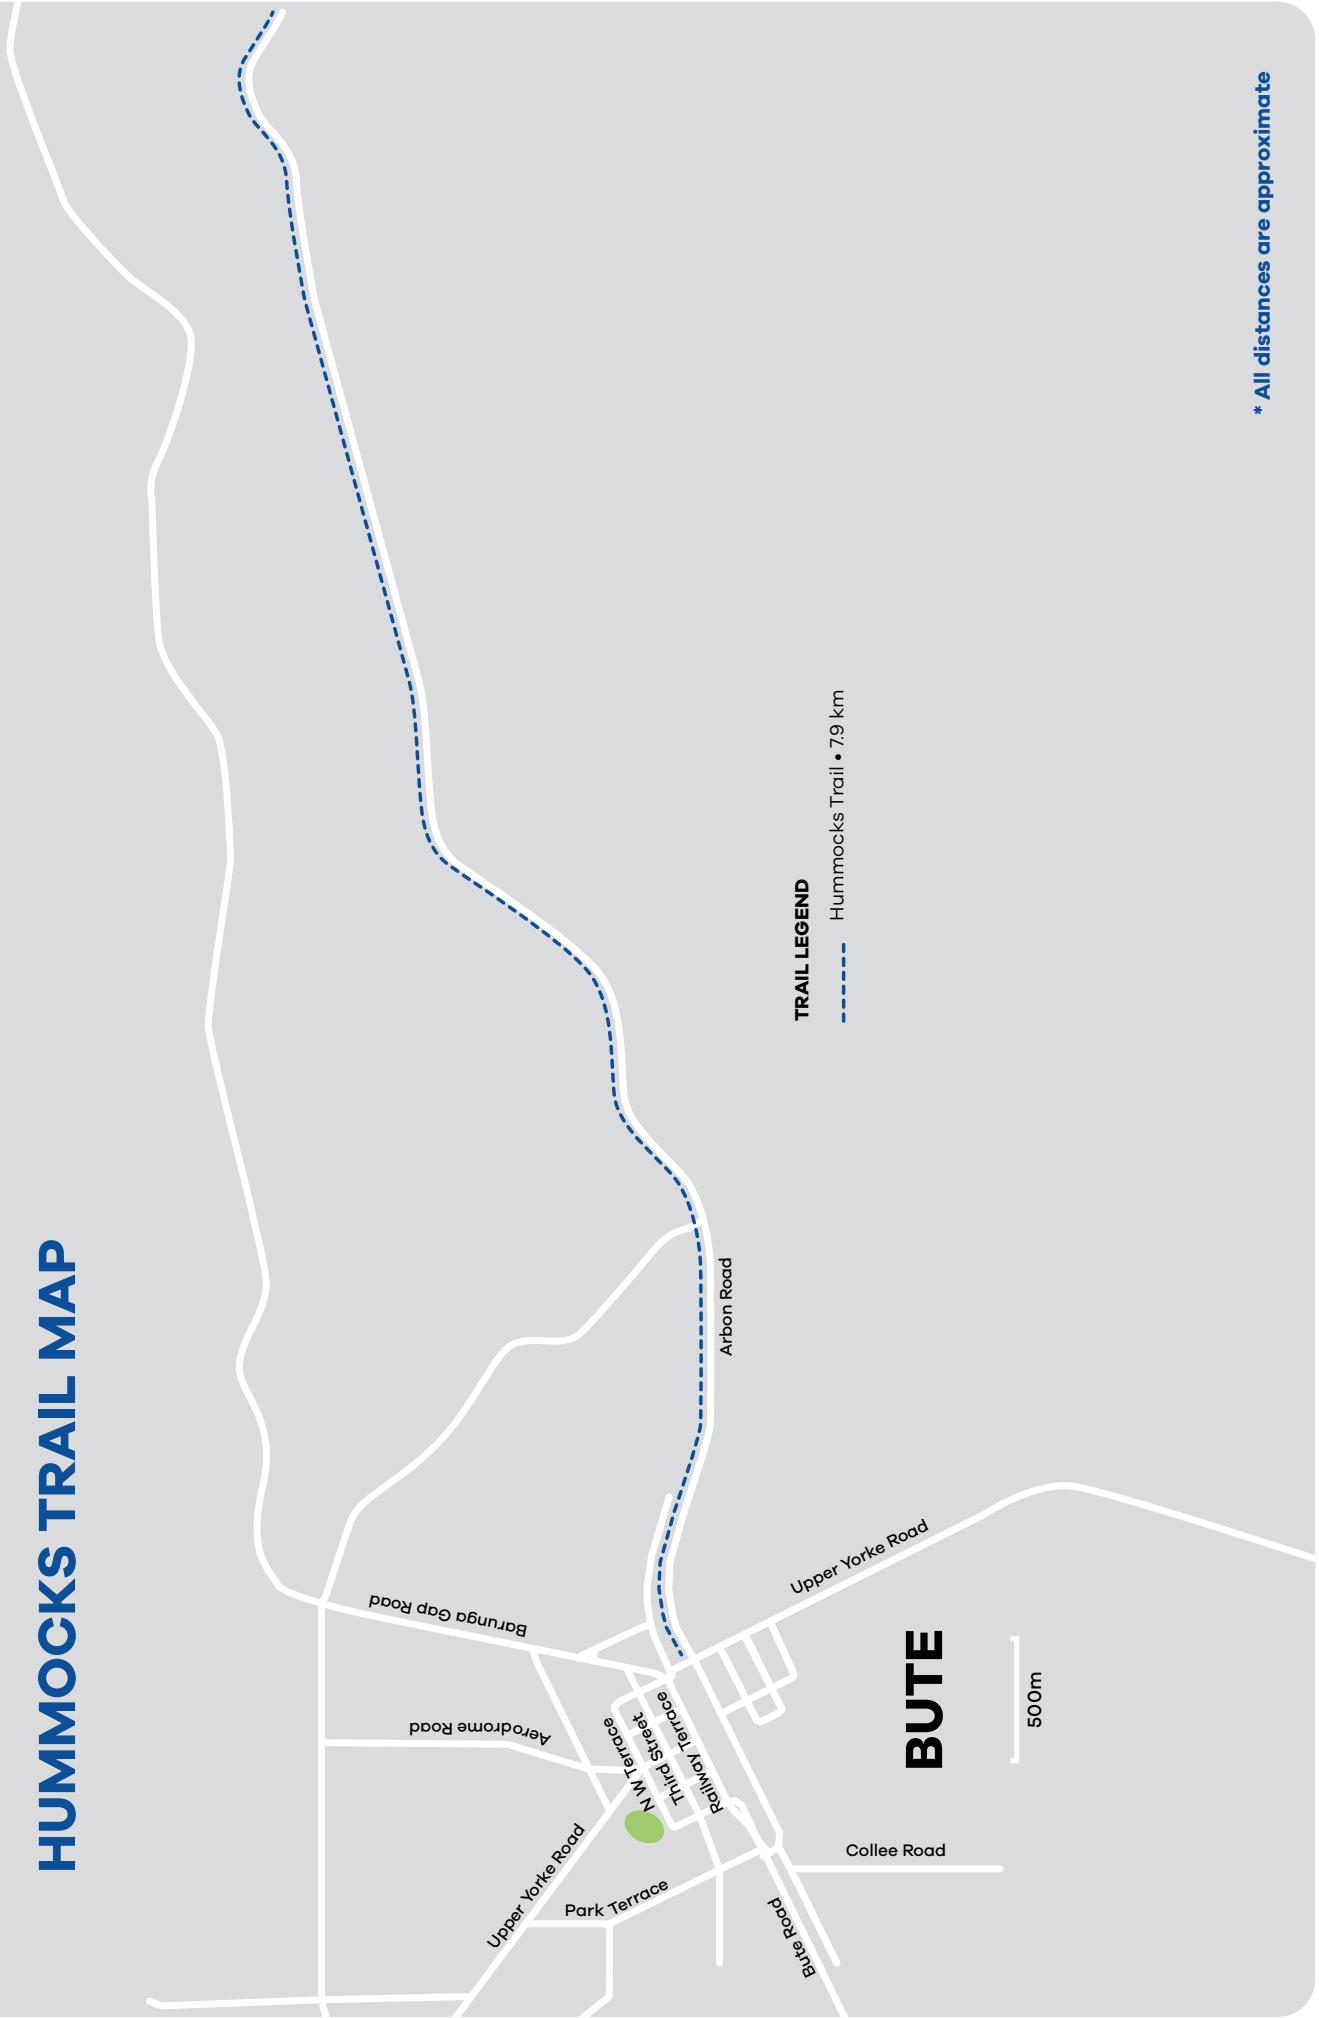 HUMMOCKS TRAIL MAP
Barunga Gap Road
Aerodrome Road
Upper Yorke Road
Park Terrace
N W Terrace
Third Street
Railway Terrace
Arbon Road
Bute Road
Collee Road
Upper Yorke Road
TRAIL LEGEND
Hummocks Trail • 7.9 km
BUTE
500m
* All distances are approximate